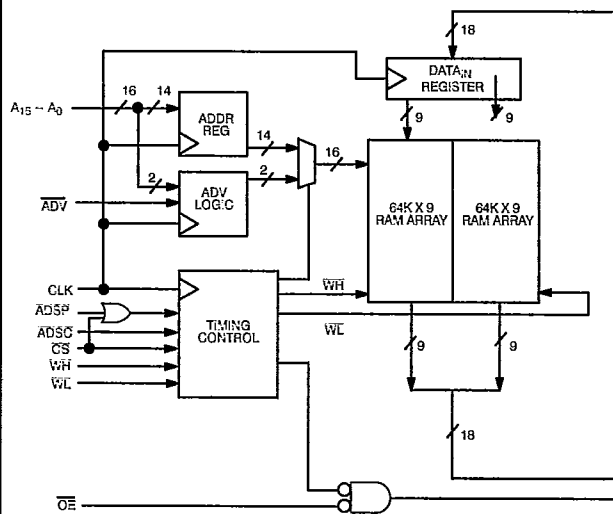 18
DATAIN
REGISTER
9
9
A15 – A0
16
14
ADDR
REG
14
16
2
ADV
LOGIC
2
ADV
64K X 9
RAM ARRAY
64K X 9
RAM ARRAY
CLK
ADSP
ADSC
CS
WH
WL
TIMING
CONTROL
WH
WL
9
9
18
OE